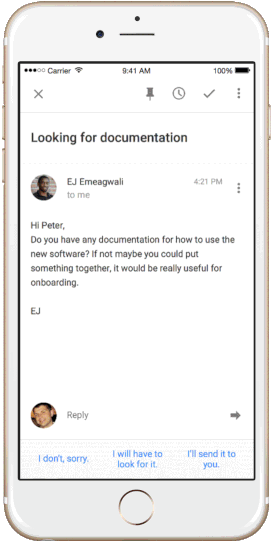 ●●●○○ Carrier 9:41 AM 100%
Looking for documentation
EJ Emeagwali 4:21 PM
to me
Hi Peter,
Do you have any documentation for how to use the
new software? If not maybe you could put
something together, it would be really useful for
onboarding.
EJ
Reply
I don't, sorry.
I will have to
look for it.
I'll send it to
you.